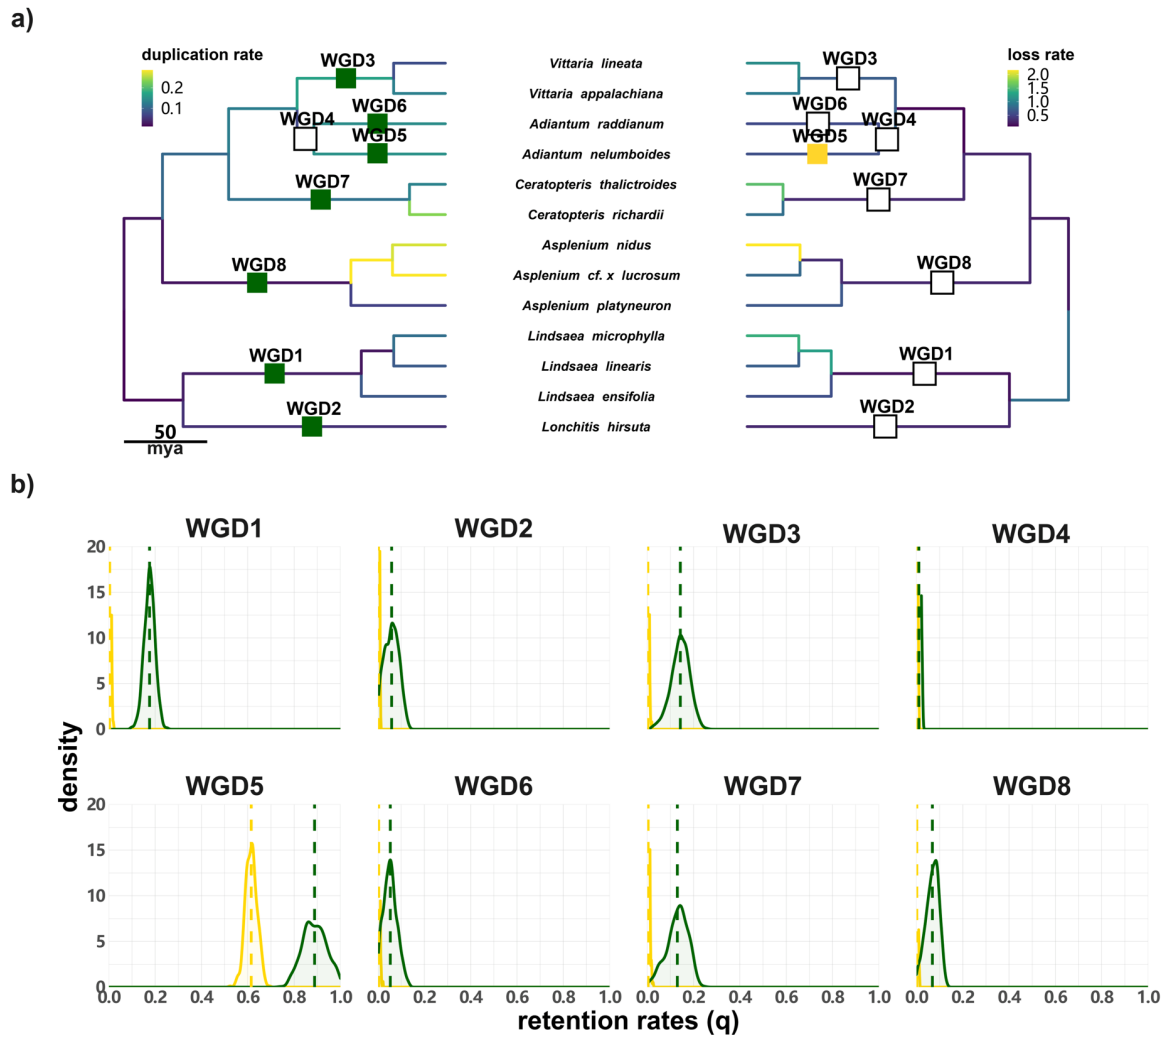 a)
duplication rate
0.2
0.1
WGD3
WGD6
WGD4
WGD5
WGD7
WGD8
WGD1
WGD2
50
mya
Vittaria lineata
Vittaria appalachiana
Adiantum raddianum
Adiantum nelumboides
Ceratopteris thalictroides
Ceratopteris richardii
Asplenium nidus
Asplenium cf. x lucrosum
Asplenium platyneuron
Lindsaea microphylla
Lindsaea linearis
Lindsaea ensifolia
Lonchitis hirsuta
loss rate
2.0
1.5
1.0
0.5
WGD3
WGD6
WGD4
WGD5
WGD7
WGD8
WGD1
WGD2
b)
WGD1 WGD2 WGD3 WGD4
20
15
10
5
0
density
WGD5 WGD6 WGD7 WGD8
20
15
10
5
0
0.0 0.2 0.4 0.6 0.8 1.0 0.0 0.2 0.4 0.6 0.8 1.0 0.0 0.2 0.4 0.6 0.8 1.0 0.0 0.2 0.4 0.6 0.8 1.0
retention rates (q)